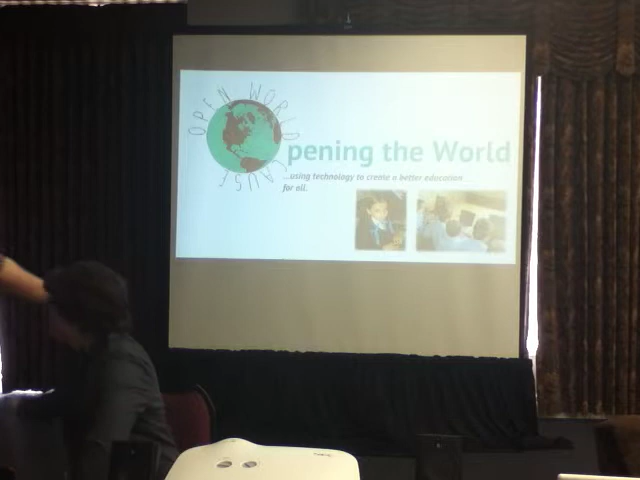 OPEN WORLD
CAUSE
pening the World
...using technology to create a better education
for all.